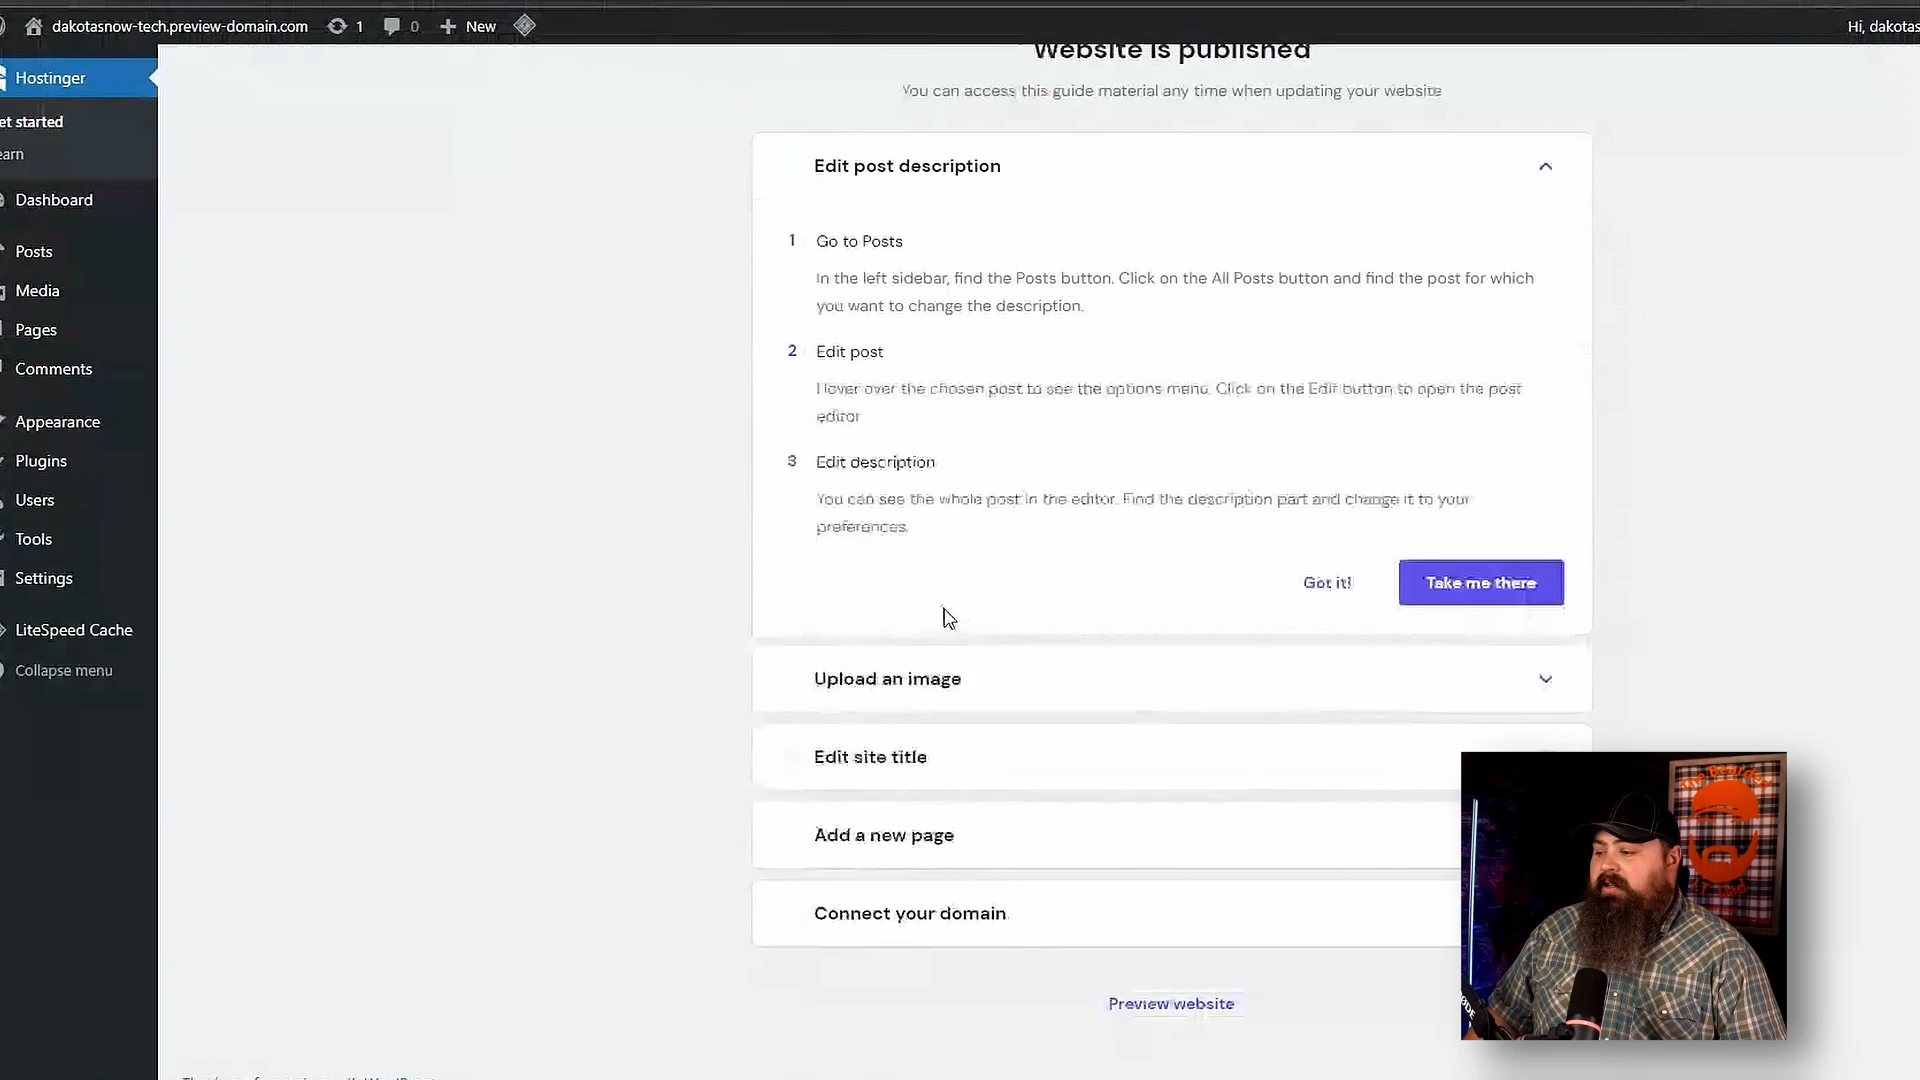 dakotasnow-tech.preview-domain.com 1 0 New
Hi, dakotas
Hostinger
et started
earn
Dashboard
Posts
Media
Pages
Comments
Appearance
Plugins
Users
Tools
Settings
LiteSpeed Cache
Collapse menu
Website is published
You can access this guide material any time when updating your website
Edit post description
1 Go to Posts
In the left sidebar, find the Posts button. Click on the All Posts button and find the post for which
you want to change the description.
2 Edit post
Hover over the chosen post to see the options menu. Click on the Edit button to open the post
editor
3 Edit description
You can see the whole post in the editor. Find the description part and change it to your
preferences.
Got it! Take me there
Upload an image
Edit site title
Add a new page
Connect your domain
Preview website
The Bearded
I.T. Dad